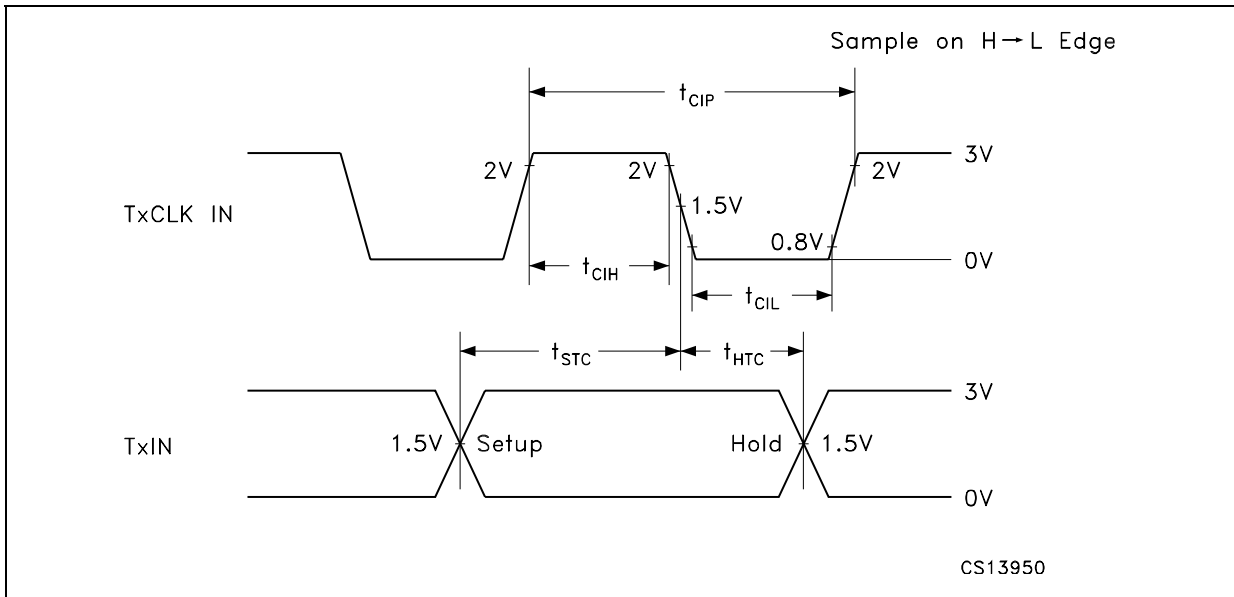 Sample on H→L Edge
tCIP
3V
2V
2V
2V
TxCLK IN
1.5V
0.8V
0V
tCIH
tCIL
tSTC
tHTC
3V
TxIN
1.5V
Setup
Hold
1.5V
0V
CS13950